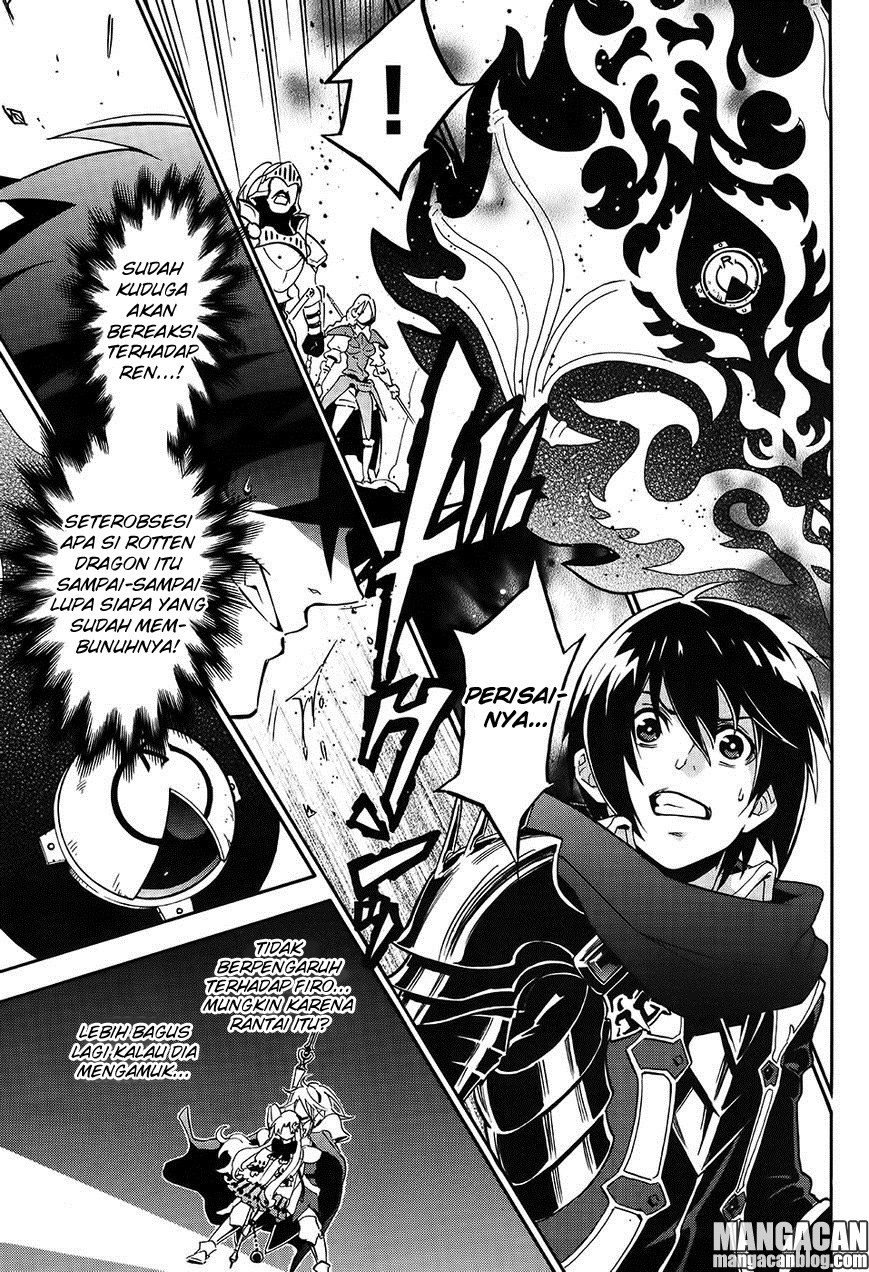 !
PERISAI-
NYA...
SUDAH
KUDUGA
AKAN
BEREAKSI
TERHADAP
REN...!
SETEROBSESI
APA SI ROTTEN
DRAGON ITU
SAMPAI-SAMPAI
LUPA SIAPA YANG
SUDAH MEM-
BUNUHNYA!
TIDAK
BERPENGARUH
TERHADAP FIRO...
MUNGKIN KARENA
RANTAI ITU?
LEBIH BAGUS
LAGI KALAU DIA
MENGAMUK...
MANGACAN
mangacanblog.com